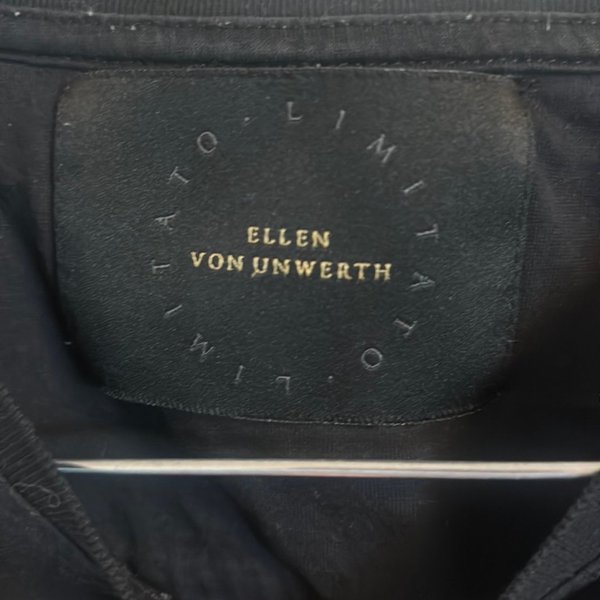 · LIMITATO · LIMITATO
ELLEN
VON UNWERTH